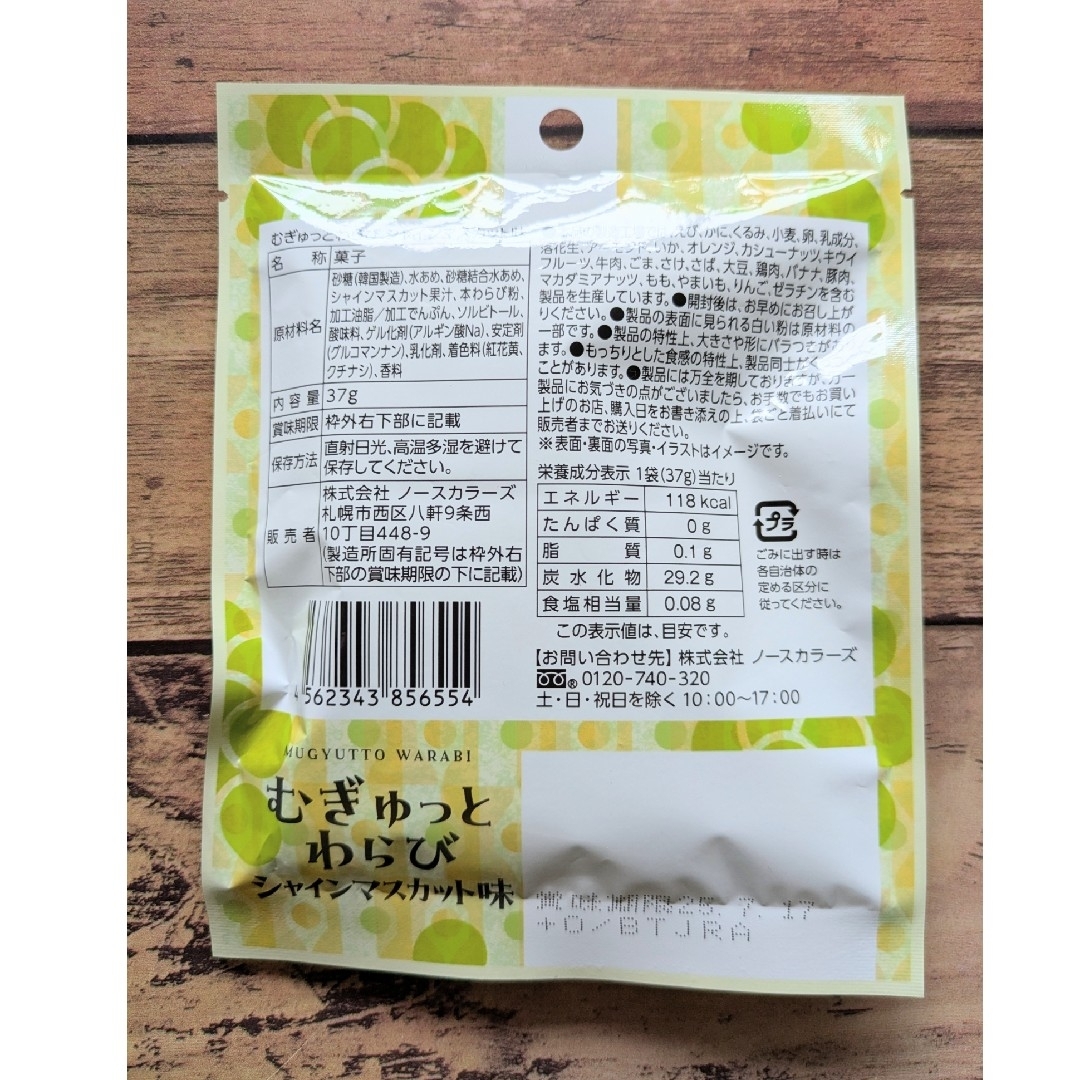 むぎゅっと
名称 菓子
原材料名 砂糖(韓国製造)、水あめ、砂糖結合水あめ、
シャインマスカット果汁、本わらび粉、
加工油脂/加工でんぷん、ソルビトール、
酸味料、ゲル化剤(アルギン酸Na)、安定剤
(グルコマンナン)、乳化剤、着色料(紅花黄、
クチナシ)、香料
内容量 37g
賞味期限 枠外右下部に記載
保存方法 直射日光、高温多湿を避けて
保存してください。
販売者 株式会社 ノースカラーズ
札幌市西区八軒9条西
10丁目448-9
(製造所固有記号は枠外右
下部の賞味期限の下に記載)
4562343 856554
えび、かに、くるみ、小麦、卵、乳成分、
落花生、アーモンド、いか、オレンジ、カシューナッツ、キウイ
フルーツ、牛肉、ごま、さけ、さば、大豆、鶏肉、バナナ、豚肉、
マカダミアナッツ、もも、やまいも、りんご、ゼラチンを含む
製品を生産しています。●開封後は、お早めにお召し上が
りください。●製品の表面に見られる白い粉は原材料の
一部です。●製品の特性上、大きさや形にバラつきが
ます。●もっちりとした食感の特性上、製品同士が
ことがあります。●製品には万全を期しておりますが、万一
製品にお気づきの点がございましたら、お手数でもお買い
上げのお店、購入日をお書き添えの上、袋ごと着払いにて
販売者までお送りください。
※表面・裏面の写真・イラストはイメージです。
栄養成分表示 1袋(37g)当たり
エネルギー 118kcal
たんぱく質 0g
脂質 0.1g
炭水化物 29.2g
食塩相当量 0.08g
この表示値は、目安です。
プラ
ごみに出す時は
各自治体の
定める区分に
従ってください。
【お問い合わせ先】株式会社 ノースカラーズ
0120-740-320
土・日・祝日を除く10:00〜17:00
MUGYUTTO WARABI
むぎゅっと
わらび
シャインマスカット味
賞味期限25. 7. 17
+O/BTJRA